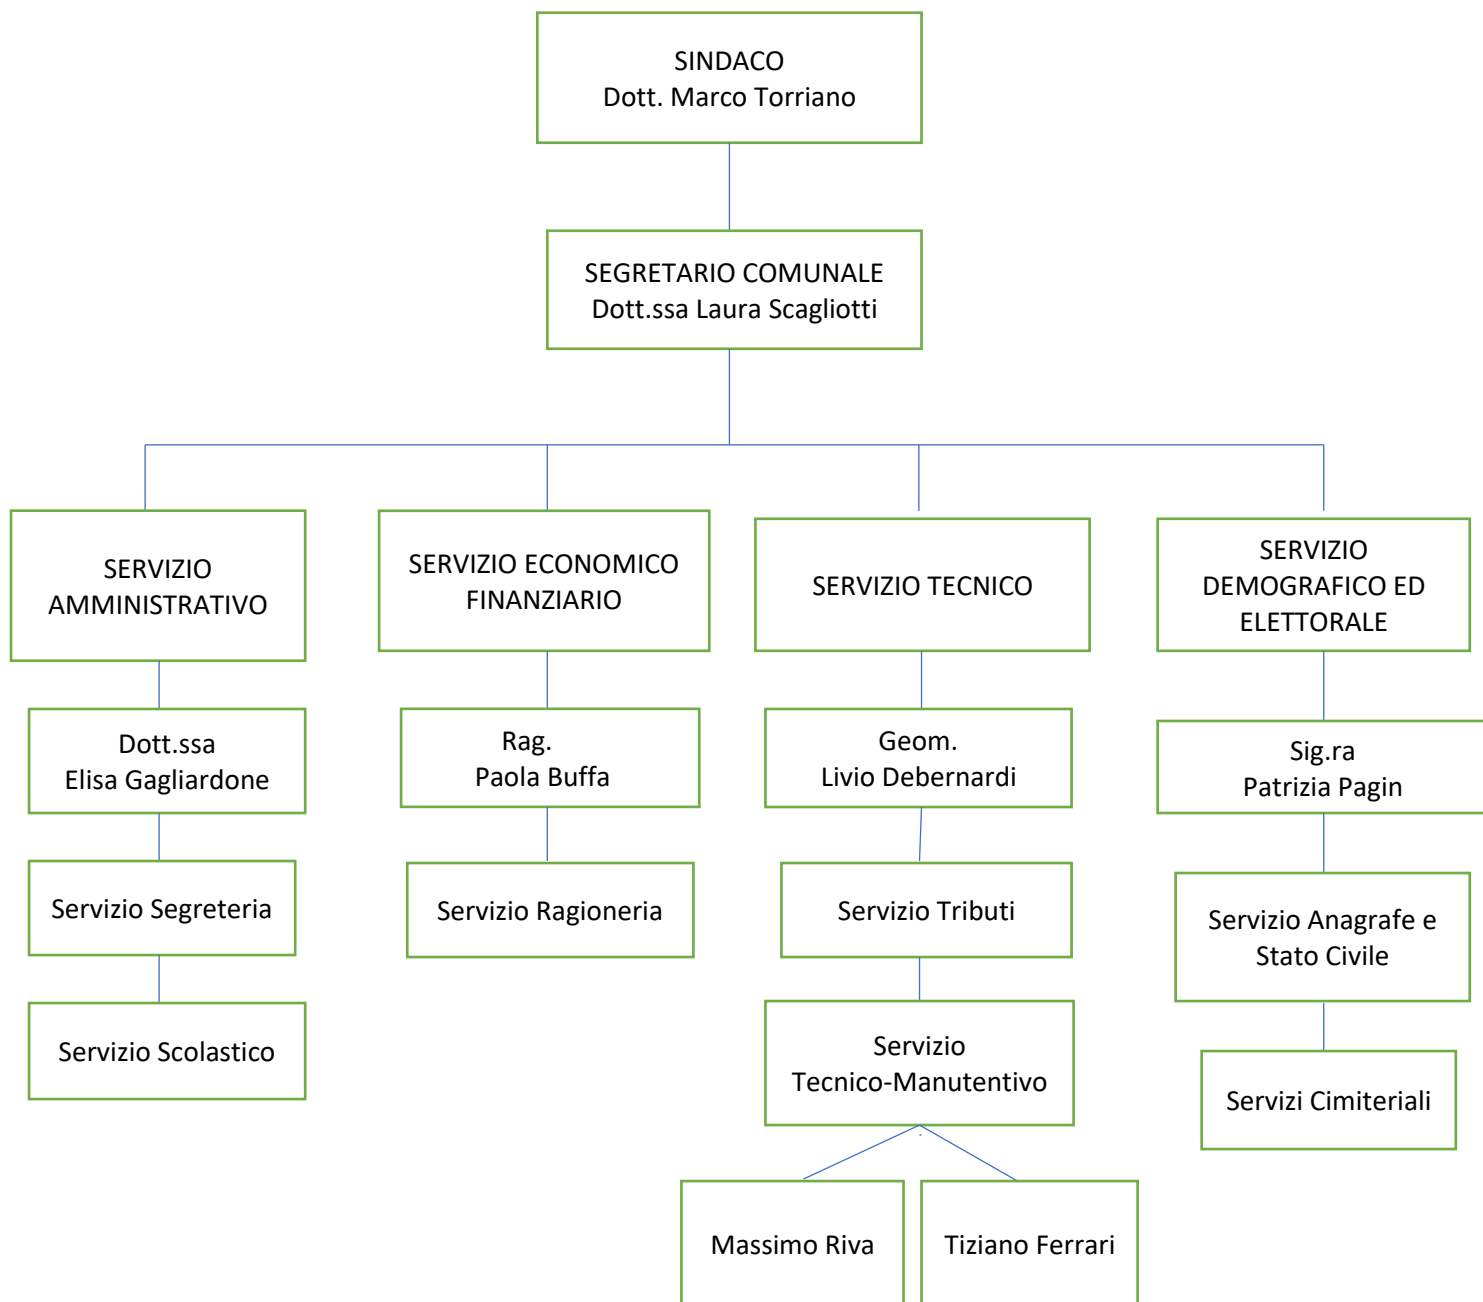 SINDACO
Dott. Marco Torriano
SEGRETARIO COMUNALE
Dott.ssa Laura Scagliotti
SERVIZIO
AMMINISTRATIVO
SERVIZIO ECONOMICO
FINANZIARIO
SERVIZIO TECNICO
SERVIZIO
DEMOGRAFICO ED
ELETTORALE
Dott.ssa
Elisa Gagliardone
Rag.
Paola Buffa
Geom.
Livio Debernardi
Sig.ra
Patrizia Pagin
Servizio Segreteria
Servizio Ragioneria
Servizio Tributi
Servizio Anagrafe e
Stato Civile
Servizio Scolastico
Servizio
Tecnico-Manutentivo
Servizi Cimiteriali
Massimo Riva
Tiziano Ferrari